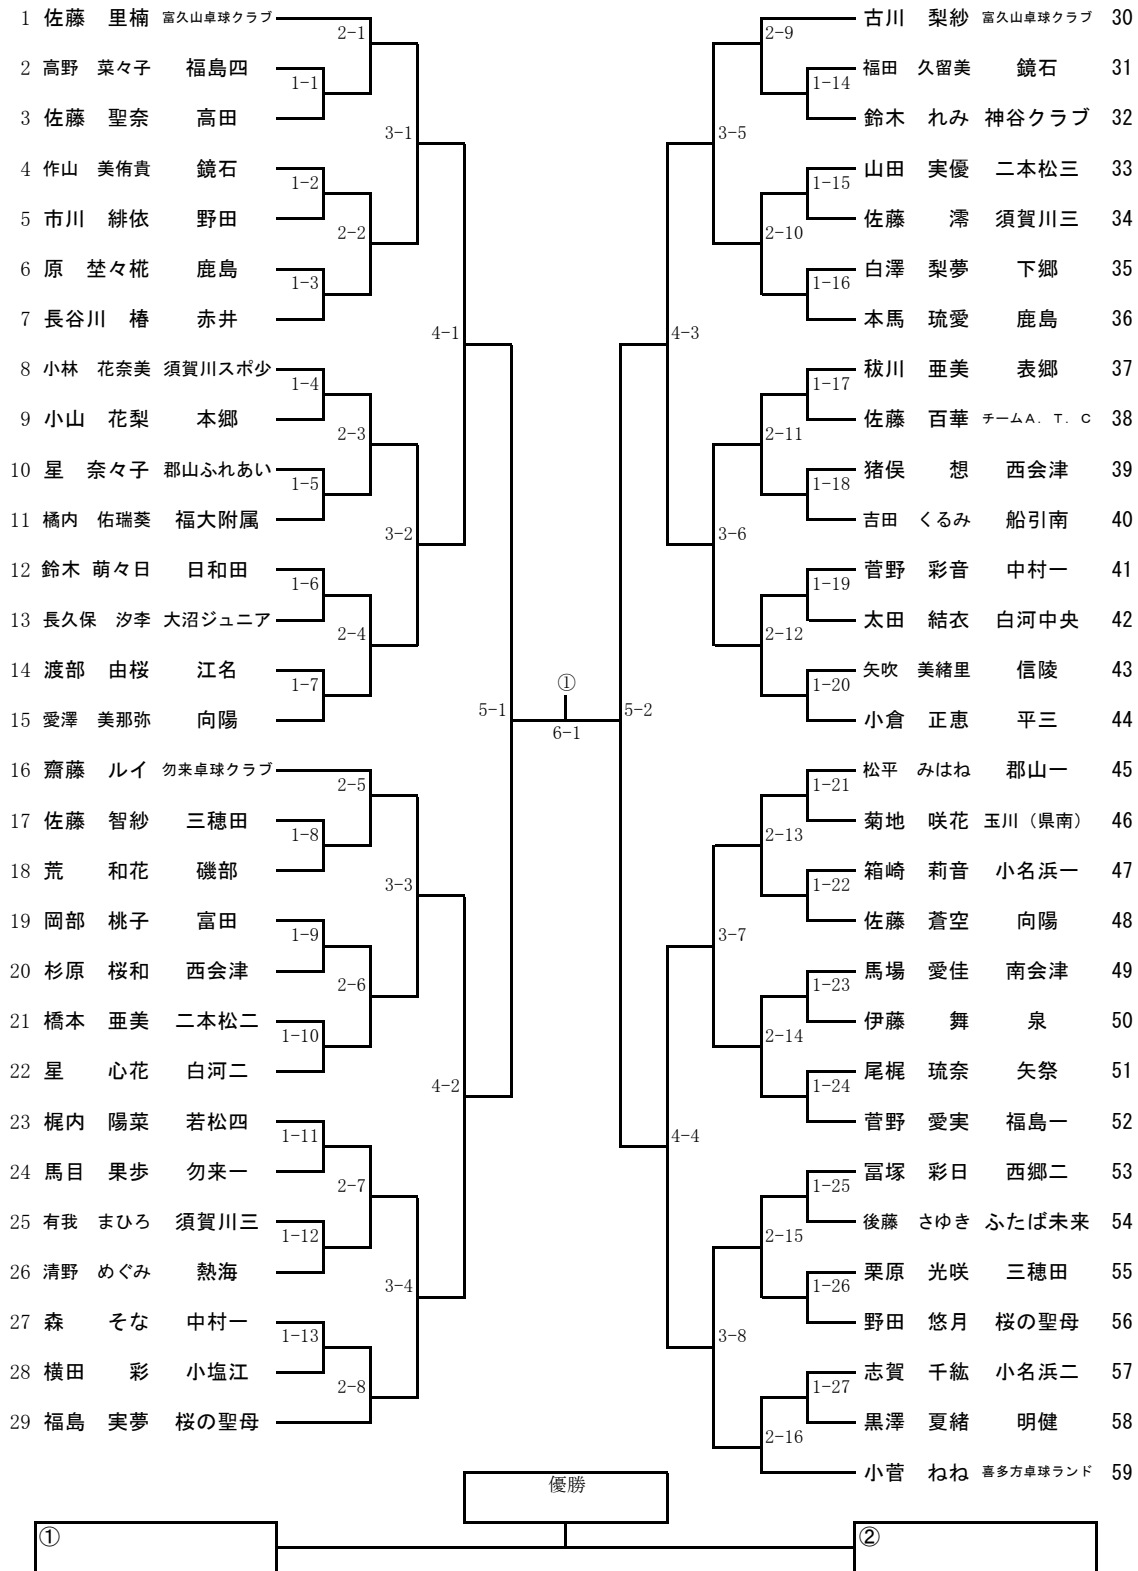 1 佐藤 里楠 富久山卓球クラブ
2 高野 菜々子 福島四
3 佐藤 聖奈 高田
4 作山 美侑貴 鏡石
5 市川 緋依 野田
6 原 埜々椛 鹿島
7 長谷川 椿 赤井
8 小林 花奈美 須賀川スポ少
9 小山 花梨 本郷
10 星 奈々子 郡山ふれあい
11 橘内 佑瑞葵 福大附属
12 鈴木 萌々日 日和田
13 長久保 汐李 大沼ジュニア
14 渡部 由桜 江名
15 愛澤 美那弥 向陽
16 齋藤 ルイ 勿来卓球クラブ
17 佐藤 智紗 三穂田
18 荒 和花 磯部
19 岡部 桃子 富田
20 杉原 桜和 西会津
21 橋本 亜美 二本松二
22 星 心花 白河二
23 梶内 陽菜 若松四
24 馬目 果歩 勿来一
25 有我 まひろ 須賀川三
26 清野 めぐみ 熱海
27 森 そな 中村一
28 横田 彩 小塩江
29 福島 実夢 桜の聖母
2-1
1-1
3-1
1-2
2-2
1-3
4-1
1-4
2-3
1-5
3-2
1-6
2-4
1-7
5-1
2-5
1-8
3-3
1-9
2-6
1-10
4-2
1-11
2-7
1-12
3-4
1-13
2-8
①
6-1
5-2
2-9
1-14
3-5
1-15
2-10
1-16
4-3
1-17
2-11
1-18
3-6
1-19
2-12
1-20
1-21
2-13
1-22
3-7
1-23
2-14
1-24
4-4
1-25
2-15
1-26
3-8
1-27
2-16
古川 梨紗 富久山卓球クラブ 30
福田 久留美 鏡石 31
鈴木 れみ 神谷クラブ 32
山田 実優 二本松三 33
佐藤 澪 須賀川三 34
白澤 梨夢 下郷 35
本馬 琉愛 鹿島 36
秡川 亜美 表郷 37
佐藤 百華 チームA．T．C 38
猪俣 想 西会津 39
吉田 くるみ 船引南 40
菅野 彩音 中村一 41
太田 結衣 白河中央 42
矢吹 美緒里 信陵 43
小倉 正恵 平三 44
松平 みはね 郡山一 45
菊地 咲花 玉川（県南） 46
箱崎 莉音 小名浜一 47
佐藤 蒼空 向陽 48
馬場 愛佳 南会津 49
伊藤 舞 泉 50
尾梶 琉奈 矢祭 51
菅野 愛実 福島一 52
冨塚 彩日 西郷二 53
後藤 さゆき ふたば未来 54
栗原 光咲 三穂田 55
野田 悠月 桜の聖母 56
志賀 千紘 小名浜二 57
黒澤 夏緒 明健 58
小菅 ねね 喜多方卓球ランド 59
優勝
①
②